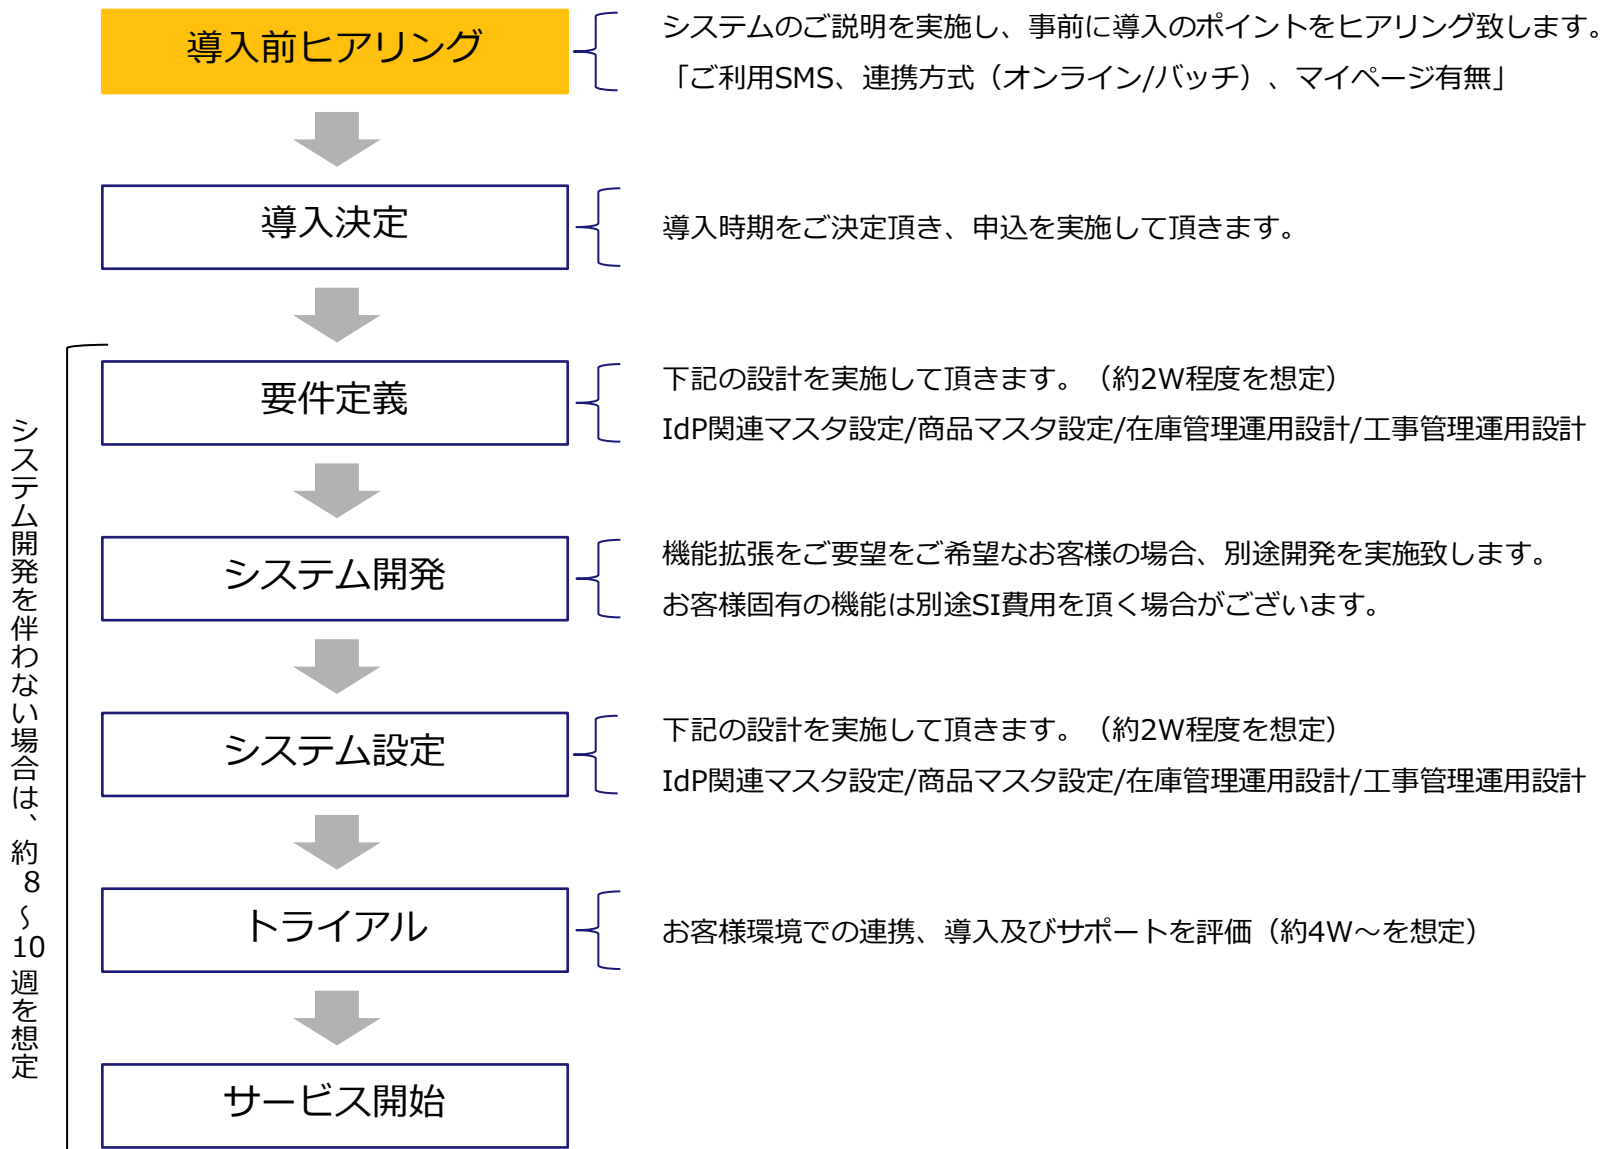 導入前ヒアリング
システムのご説明を実施し、事前に導入のポイントをヒアリング致します。
「ご利用SMS、連携方式（オンライン/バッチ）、マイページ有無」
導入決定
導入時期をご決定頂き、申込を実施して頂きます。
システム開発を伴わない場合は、約8～10週を想定
要件定義
下記の設計を実施して頂きます。（約2W程度を想定）
IdP関連マスタ設定/商品マスタ設定/在庫管理運用設計/工事管理運用設計
システム開発
機能拡張をご要望をご希望なお客様の場合、別途開発を実施致します。
お客様固有の機能は別途SI費用を頂く場合がございます。
システム設定
下記の設計を実施して頂きます。（約2W程度を想定）
IdP関連マスタ設定/商品マスタ設定/在庫管理運用設計/工事管理運用設計
トライアル
お客様環境での連携、導入及びサポートを評価（約4W～を想定）
サービス開始